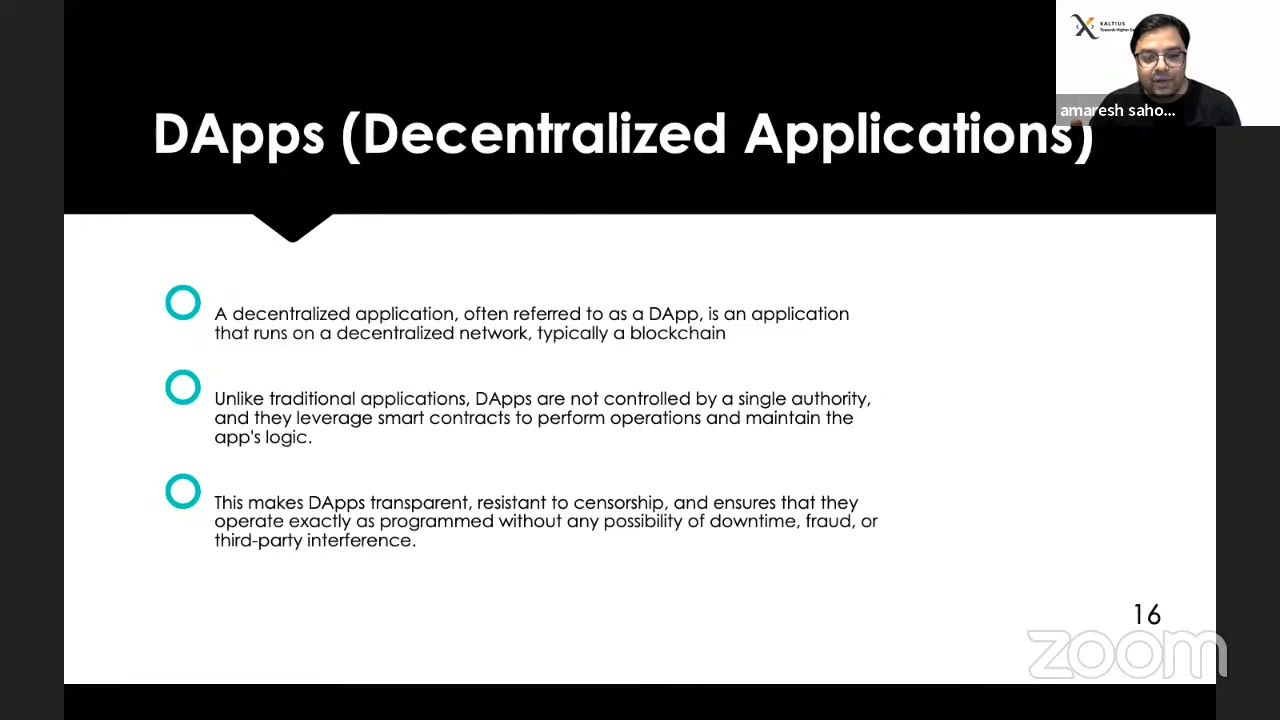 XALTIUS
Towards Higher
amaresh saho...
DApps (Decentralized Applications)
A decentralized application, often referred to as a DApp, is an application
that runs on a decentralized network, typically a blockchain
Unlike traditional applications, DApps are not controlled by a single authority,
and they leverage smart contracts to perform operations and maintain the
app's logic.
This makes DApps transparent, resistant to censorship, and ensures that they
operate exactly as programmed without any possibility of downtime, fraud, or
third-party interference.
16
zoom